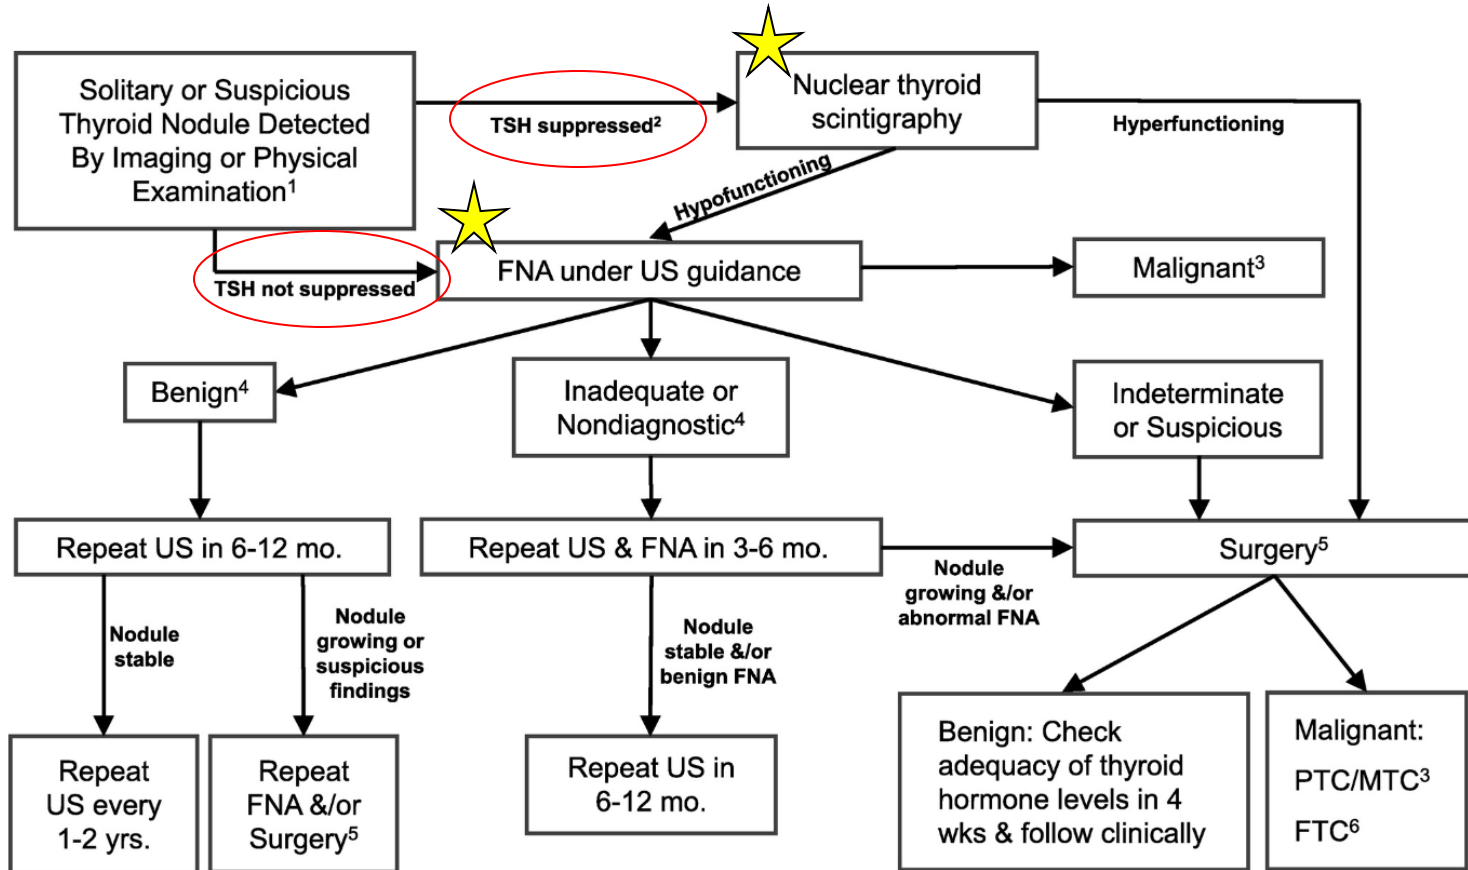 Solitary or Suspicious
Thyroid Nodule Detected
By Imaging or Physical
Examination¹
TSH suppressed²
Nuclear thyroid
scintigraphy
Hyperfunctioning
Hypofunctioning
TSH not suppressed
FNA under US guidance
Malignant³
Benign⁴
Inadequate or
Nondiagnostic⁴
Indeterminate
or Suspicious
Repeat US in 6-12 mo.
Repeat US & FNA in 3-6 mo.
Nodule
growing &/or
abnormal FNA
Surgery⁵
Nodule
stable
Nodule
growing or
suspicious
findings
Nodule
stable &/or
benign FNA
Repeat
US every
1-2 yrs.
Repeat
FNA &/or
Surgery⁵
Repeat US in
6-12 mo.
Benign: Check
adequacy of thyroid
hormone levels in 4
wks & follow clinically
Malignant:
PTC/MTC³
FTC⁶